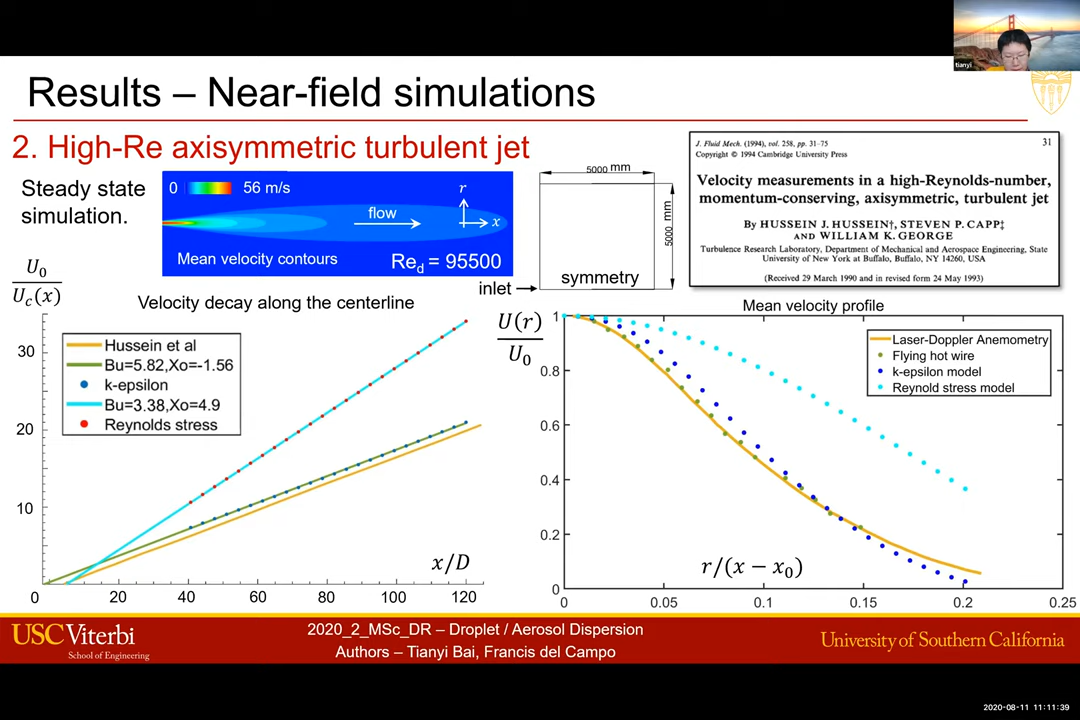 tianyi
Results – Near-field simulations
2. High-Re axisymmetric turbulent jet
Steady state
simulation.
0 56 m/s
r
flow
x
Mean velocity contours
Re_d = 95500
5000 mm
5000 mm
symmetry
inlet
J. Fluid Mech. (1994), vol. 258, pp. 31-75
31
Copyright © 1994 Cambridge University Press
Velocity measurements in a high-Reynolds-number,
momentum-conserving, axisymmetric, turbulent jet
By HUSSEIN J. HUSSEIN†, STEVEN P. CAPP‡
AND WILLIAM K. GEORGE
Turbulence Research Laboratory, Department of Mechanical and Aerospace Engineering, State
University of New York at Buffalo, Buffalo, NY 14260, USA
(Received 29 March 1990 and in revised form 24 May 1993)
U_0
U_c(x)
Velocity decay along the centerline
Hussein et al
Bu=5.82,Xo=-1.56
k-epsilon
Bu=3.38,Xo=4.9
Reynolds stress
30
20
10
x/D
0 20 40 60 80 100 120
Mean velocity profile
U(r)
U_0
Laser-Doppler Anemometry
Flying hot wire
k-epsilon model
Reynold stress model
1
0.8
0.6
0.4
0.2
0
r/(x − x_0)
0 0.05 0.1 0.15 0.2 0.25
USC Viterbi
School of Engineering
2020_2_MSc_DR – Droplet / Aerosol Dispersion
Authors – Tianyi Bai, Francis del Campo
University of Southern California
2020-08-11 11:11:39